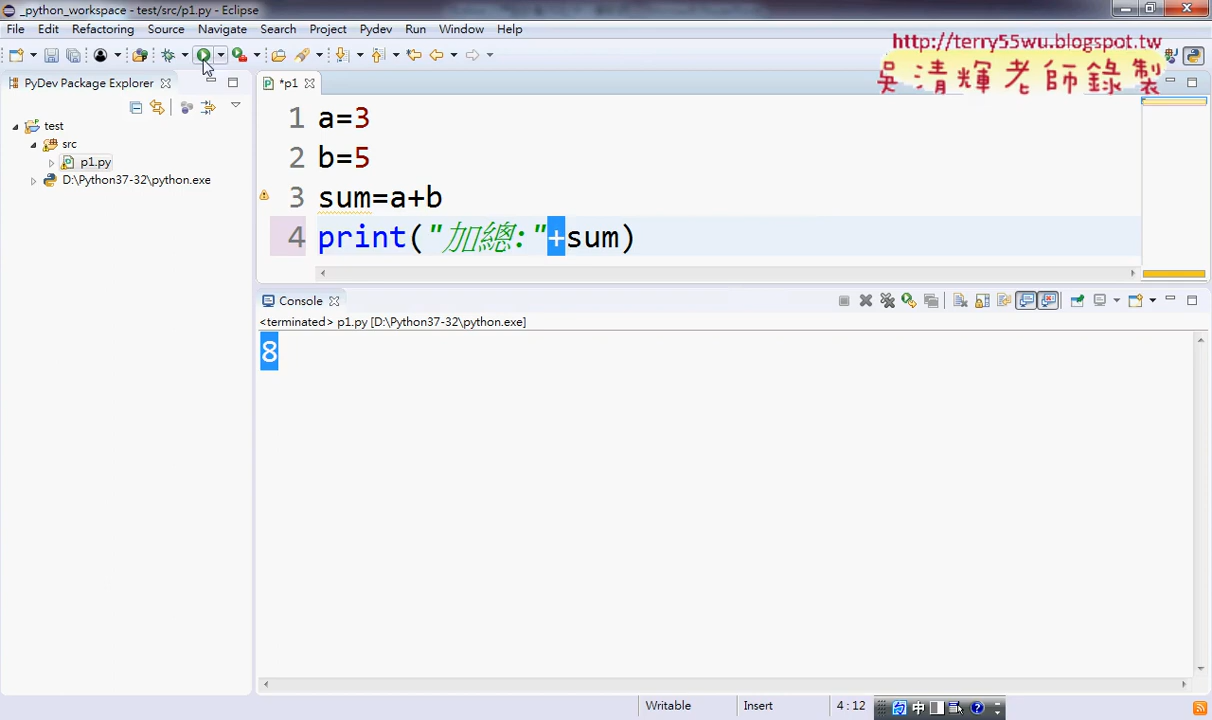 _python_workspace - test/src/p1.py - Eclipse
File Edit Refactoring Source Navigate Search Project Pydev Run Window Help
http://terry55wu.blogspot.tw
吳清輝老師錄製
PyDev Package Explorer
*p1
test
src
p1.py
D:\Python37-32\python.exe
1 a=3
2 b=5
3 sum=a+b
4 print("加總:"+sum)
Console
<terminated> p1.py [D:\Python37-32\python.exe]
8
Writable Insert 4 : 12 中